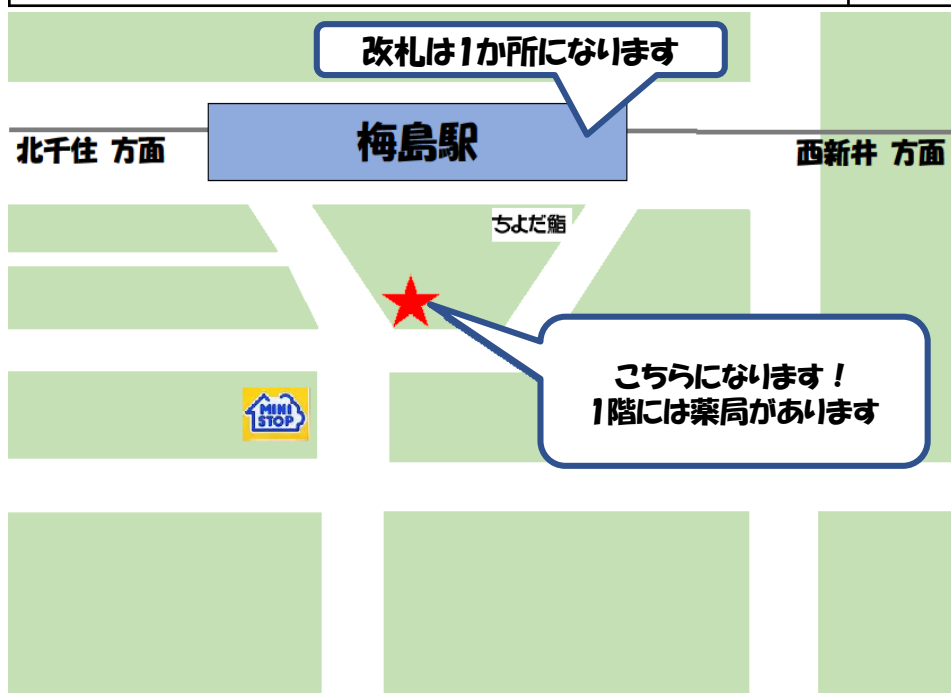 改札は1か所になります
梅島駅
北千住 方面
西新井 方面
ちよだ鮨
こちらになります!
1階には薬局があります
MINI
STOP